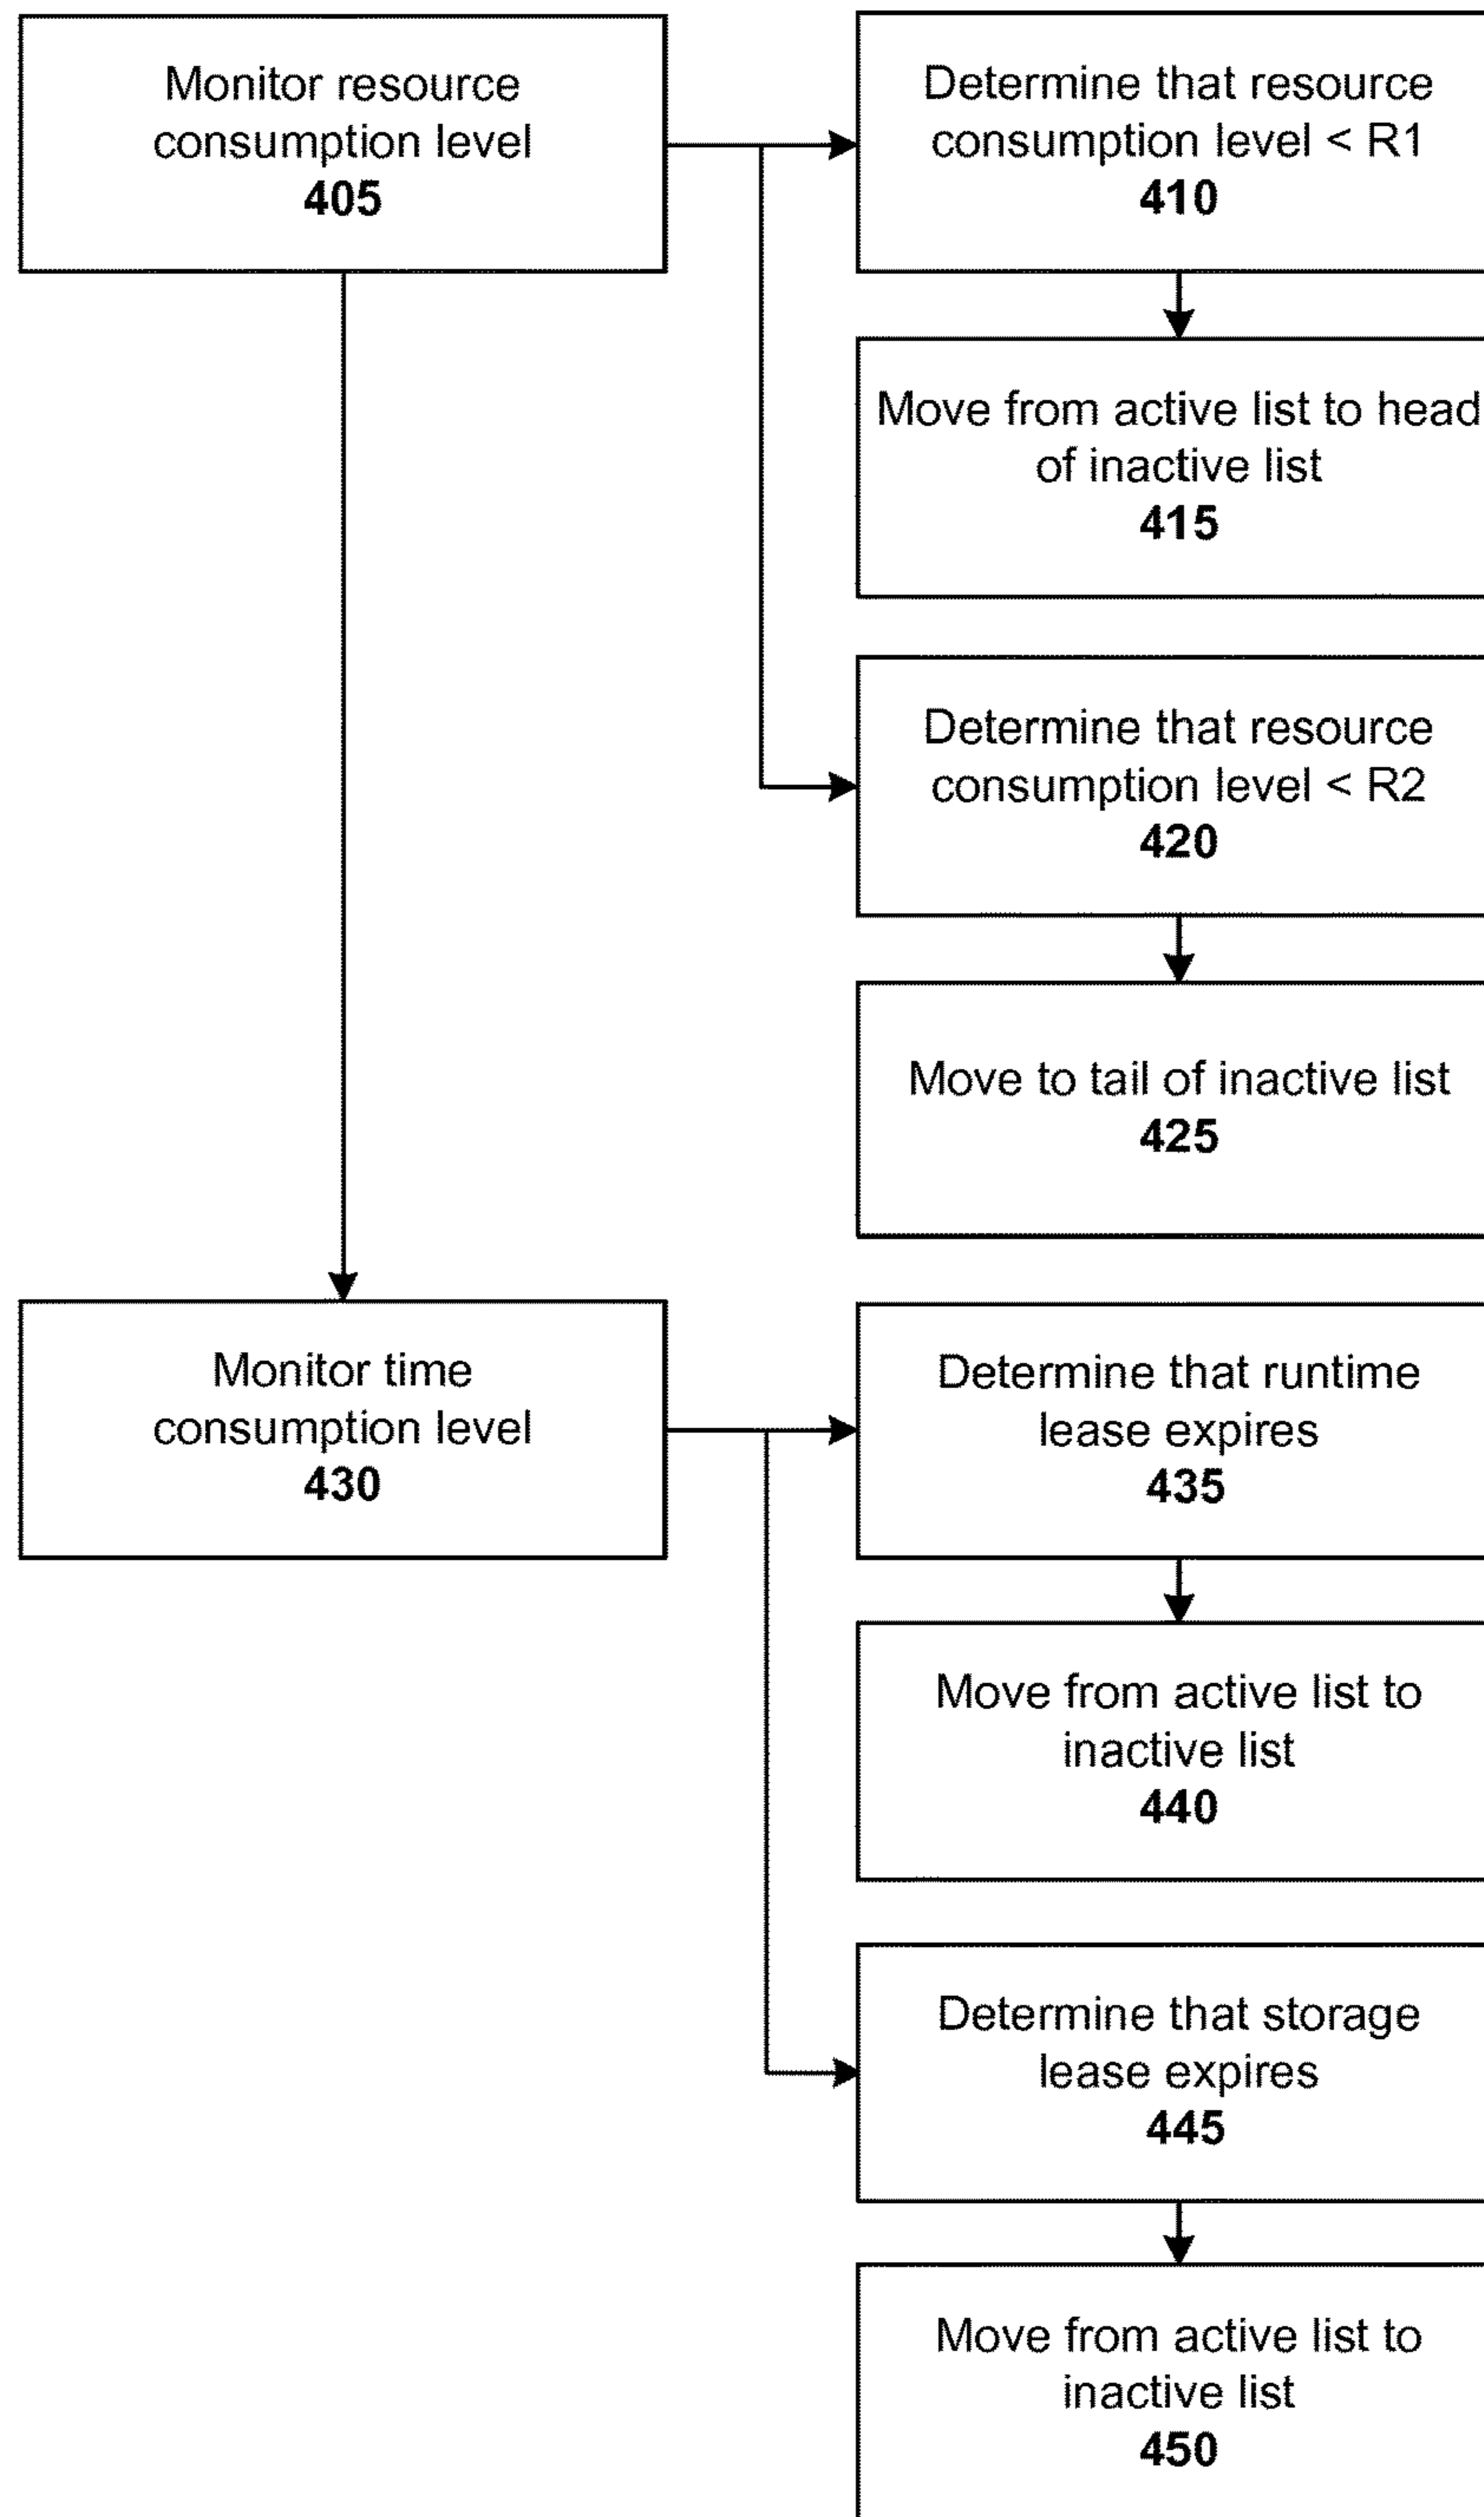 Monitor resource
consumption level
405
Determine that resource
consumption level < R1
410
Move from active list to head
of inactive list
415
Determine that resource
consumption level < R2
420
Move to tail of inactive list
425
Monitor time
consumption level
430
Determine that runtime
lease expires
435
Move from active list to
inactive list
440
Determine that storage
lease expires
445
Move from active list to
inactive list
450